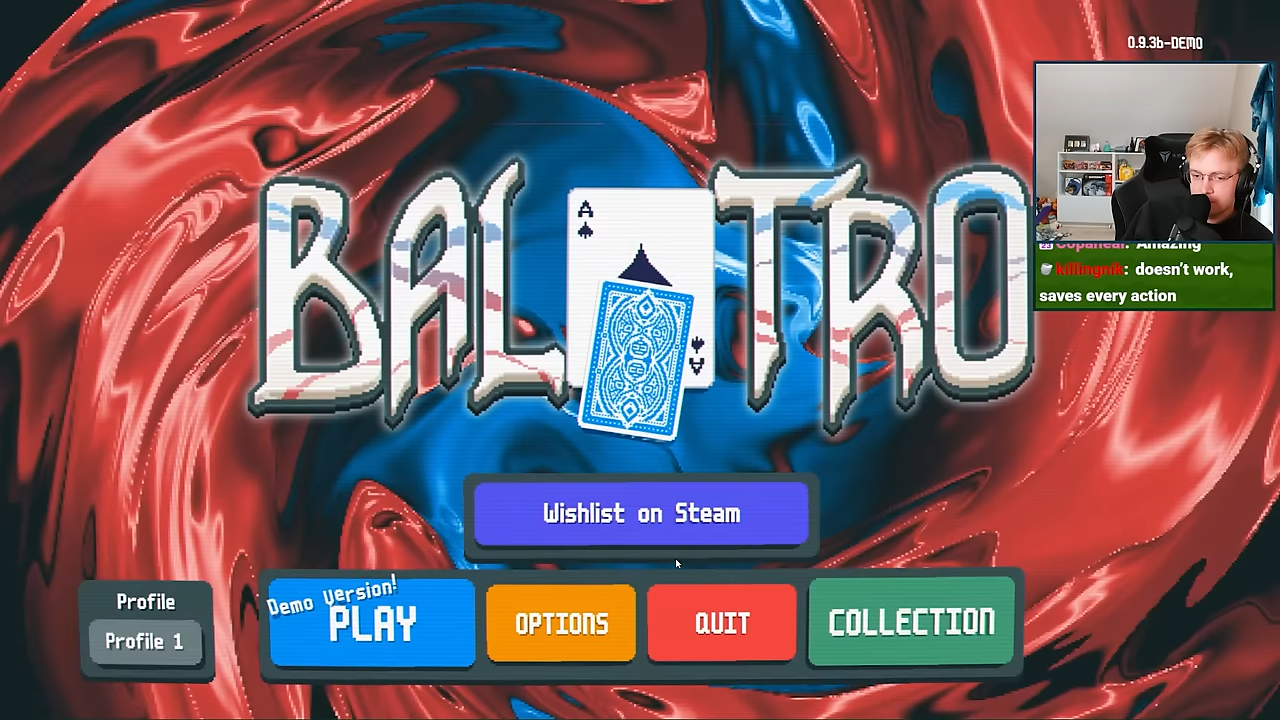 0.9.3b-DEMO
BALATRO
A
A
Copahear: Amazing
killingnik: doesn't work,
saves every action
Wishlist on Steam
Profile
Profile 1
Demo Version!
PLAY
OPTIONS
QUIT
COLLECTION